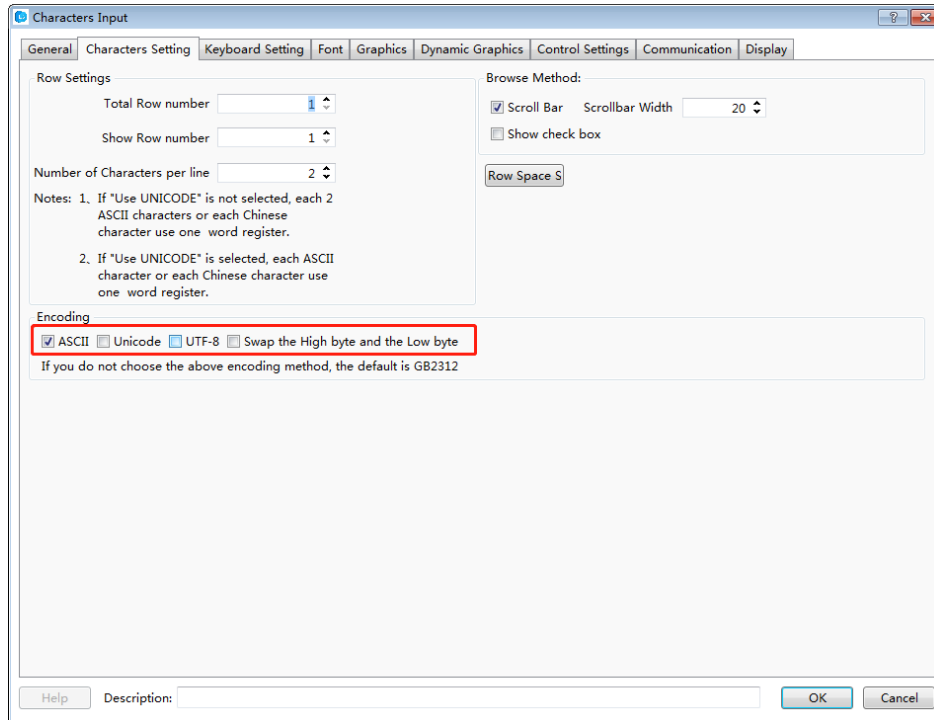 Characters Input
General Characters Setting Keyboard Setting Font Graphics Dynamic Graphics Control Settings Communication Display
Row Settings
Total Row number 1
Show Row number 1
Number of Characters per line 2
Notes: 1、If "Use UNICODE" is not selected, each 2
ASCII characters or each Chinese
character use one word register.
2、If "Use UNICODE" is selected, each ASCII
character or each Chinese character use
one word register.
Browse Method:
Scroll Bar Scrollbar Width 20
Show check box
Row Space S
Encoding
ASCII Unicode UTF-8 Swap the High byte and the Low byte
If you do not choose the above encoding method, the default is GB2312
Help Description: OK Cancel